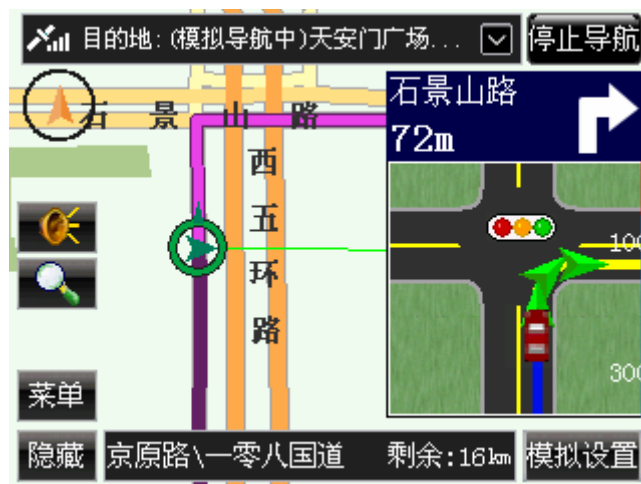 目的地:(模拟导航中)天安门广场... 停止导航
石景山路
72m
石景山路
西五环路
100
300
菜单
隐藏 京原路\一零八国道 剩余:16km 模拟设置